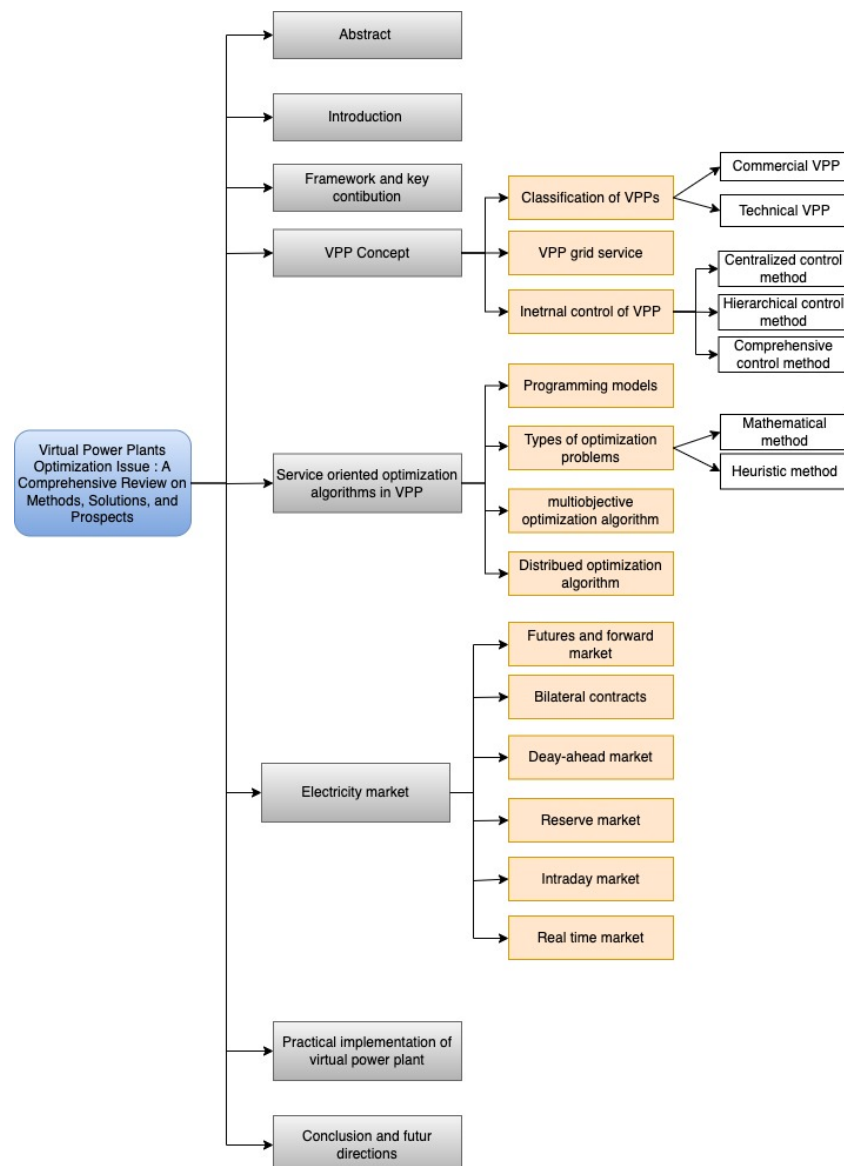 Virtual Power Plants
Optimization Issue : A
Comprehensive Review on
Methods, Solutions, and
Prospects
Abstract
Introduction
Framework and key
contibution
VPP Concept
Classification of VPPs
Commercial VPP
Technical VPP
VPP grid service
Inetrnal control of VPP
Centralized control
method
Hierarchical control
method
Comprehensive
control method
Service oriented optimization
algorithms in VPP
Programming models
Types of optimization
problems
Mathematical
method
Heuristic method
multiobjective
optimization algorithm
Distribued optimization
algorithm
Electricity market
Futures and forward
market
Bilateral contracts
Deay-ahead market
Reserve market
Intraday market
Real time market
Practical implementation of
virtual power plant
Conclusion and futur
directions